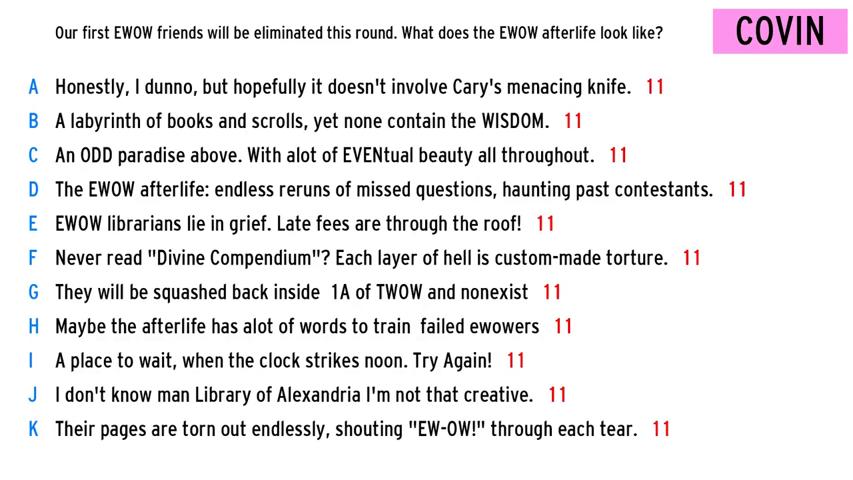 Our first EWOW friends will be eliminated this round. What does the EWOW afterlife look like?
COVIN
A Honestly, I dunno, but hopefully it doesn't involve Cary's menacing knife. 11
B A labyrinth of books and scrolls, yet none contain the WISDOM. 11
C An ODD paradise above. With alot of EVENtual beauty all throughout. 11
D The EWOW afterlife: endless reruns of missed questions, haunting past contestants. 11
E EWOW librarians lie in grief. Late fees are through the roof! 11
F Never read "Divine Compendium"? Each layer of hell is custom-made torture. 11
G They will be squashed back inside 1A of TWOW and nonexist 11
H Maybe the afterlife has alot of words to train failed ewowers 11
I A place to wait, when the clock strikes noon. Try Again! 11
J I don't know man Library of Alexandria I'm not that creative. 11
K Their pages are torn out endlessly, shouting "EW-OW!" through each tear. 11